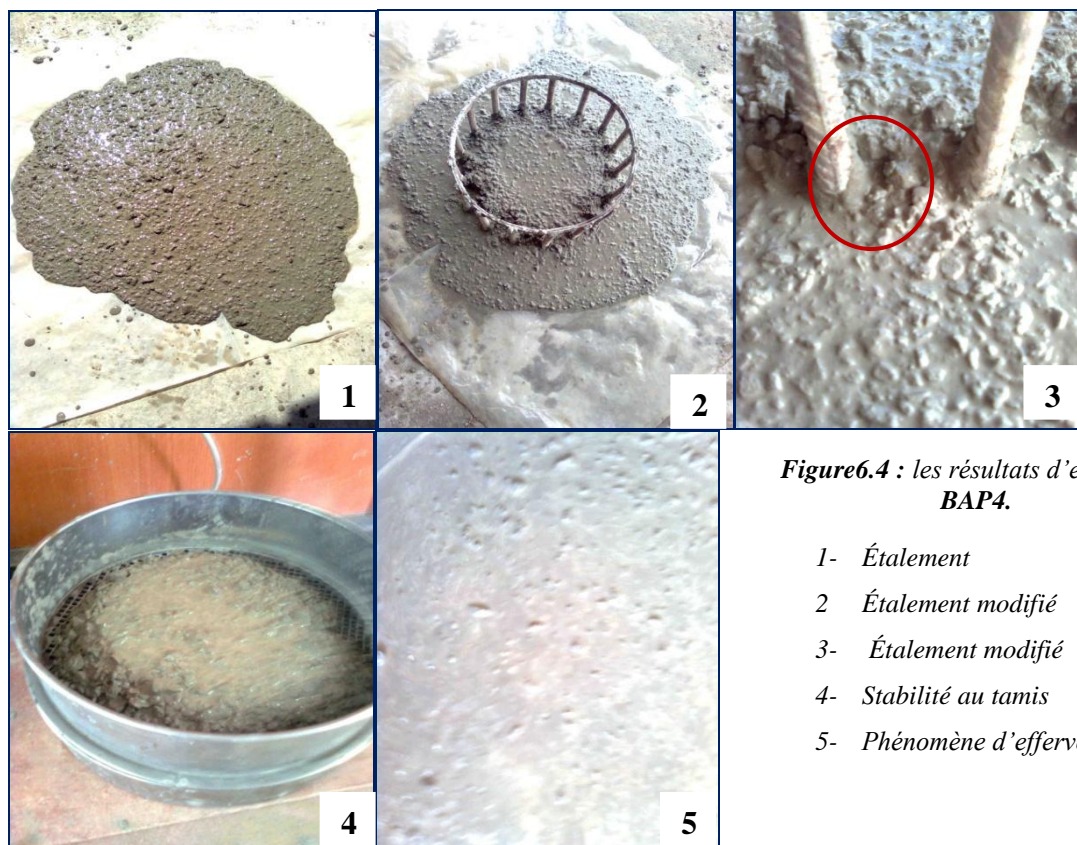 1
2
3
4
5
Figure6.4 : les résultats d’e
BAP4.
1- Étalement
2 Étalement modifié
3- Étalement modifié
4- Stabilité au tamis
5- Phénomène d’efferv